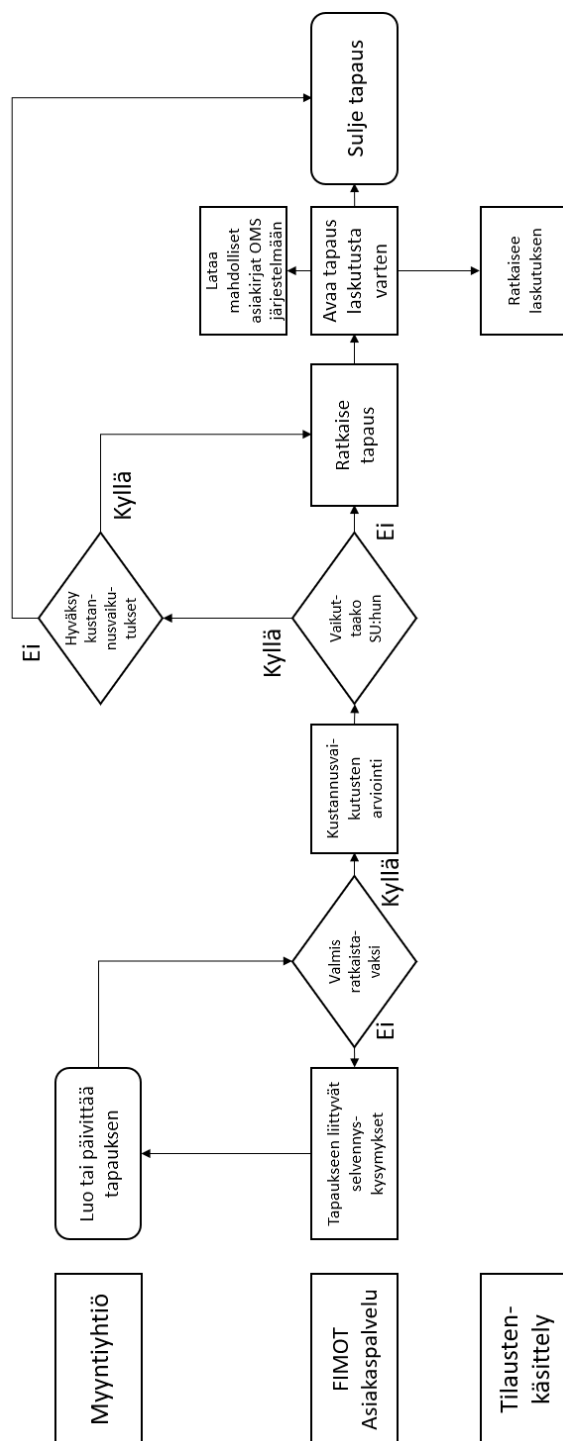 Myyntiyhtiö
Luo tai päivittää
tapauksen
Ei
Hyväksy
kustan-
nusvaiku-
tukset
Kyllä
Lataa
mahdolliset
asiakirjat OMS
järjestelmään
FIMOT
Asiakaspalvelu
Tapaukseen liittyvät
selvennys-
kysymykset
Ei
Valmis
ratkaista-
vaksi
Kyllä
Kustannusvai-
kutusten
arviointi
Kyllä
Vaikut-
taako
SU:hun
Ei
Ratkaise
tapaus
Avaa tapaus
laskutusta
varten
Sulje tapaus
Tilausten-
käsittely
Ratkaisee
laskutuksen